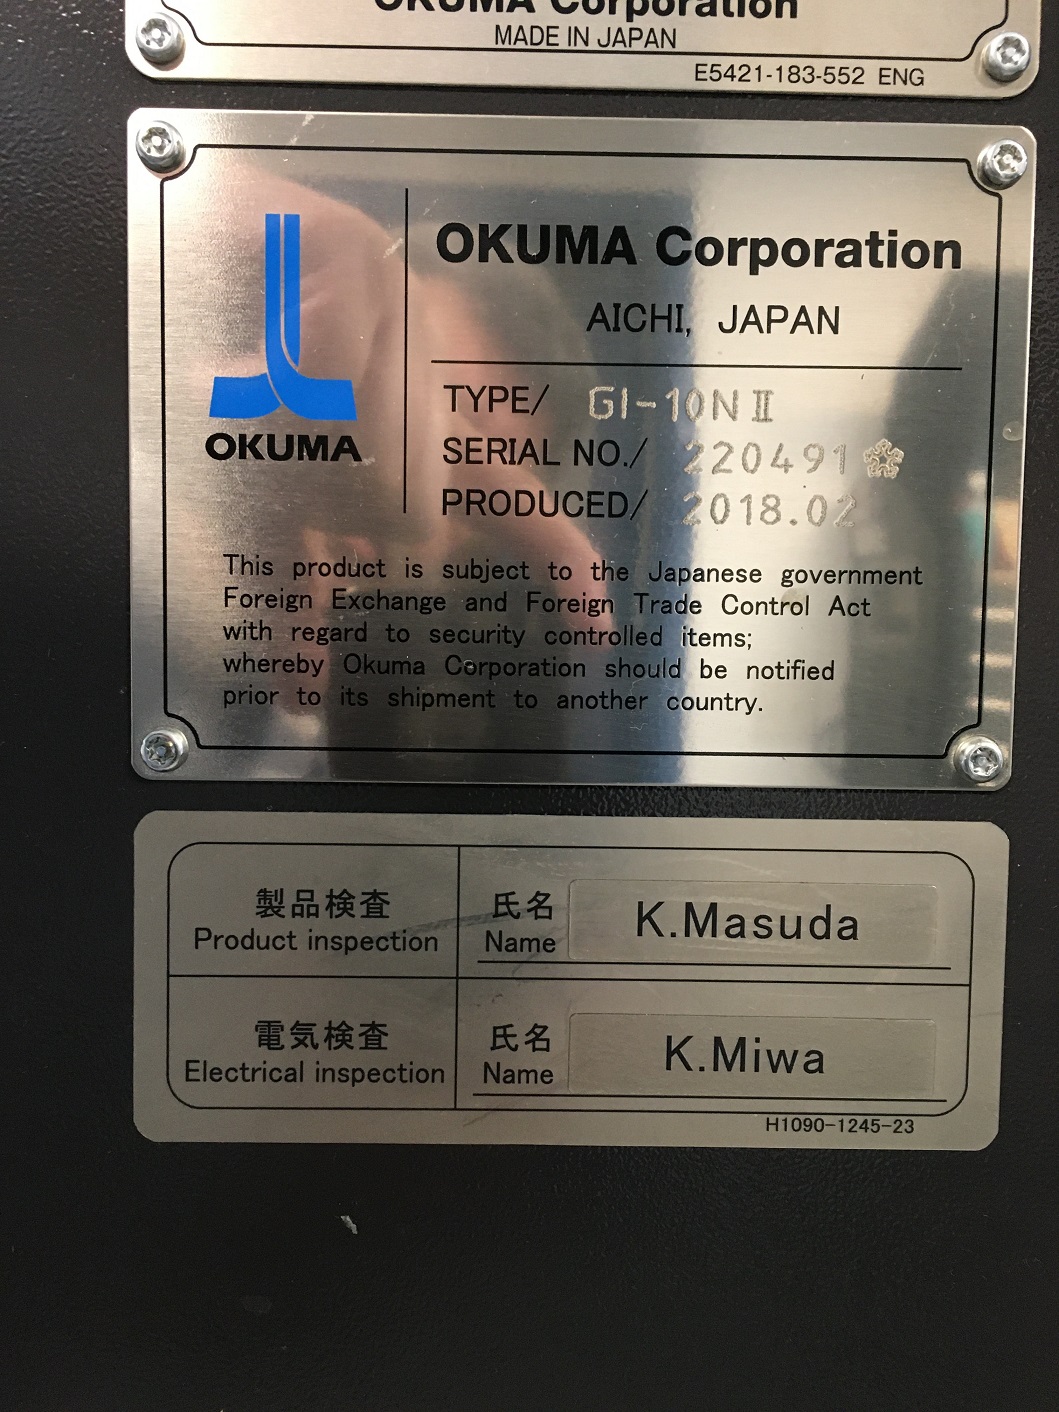 OKUMA Corporation
MADE IN JAPAN
E5421-183-552 ENG
OKUMA
OKUMA Corporation
AICHI, JAPAN
TYPE/ GI-10N Ⅱ
SERIAL NO./ 220491
PRODUCED/ 2018.02
This product is subject to the Japanese government
Foreign Exchange and Foreign Trade Control Act
with regard to security controlled items;
whereby Okuma Corporation should be notified
prior to its shipment to another country.
製品検査
Product inspection
氏名
Name
K.Masuda
電気検査
Electrical inspection
氏名
Name
K.Miwa
H1090-1245-23